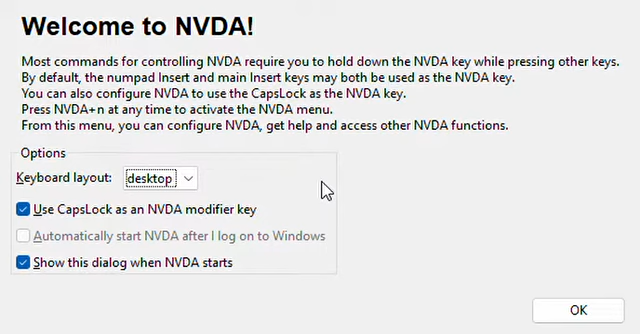 Welcome to NVDA!
Most commands for controlling NVDA require you to hold down the NVDA key while pressing other keys.
By default, the numpad Insert and main Insert keys may both be used as the NVDA key.
You can also configure NVDA to use the CapsLock as the NVDA key.
Press NVDA+n at any time to activate the NVDA menu.
From this menu, you can configure NVDA, get help and access other NVDA functions.
Options
Keyboard layout: desktop
Use CapsLock as an NVDA modifier key
Automatically start NVDA after I log on to Windows
Show this dialog when NVDA starts
OK